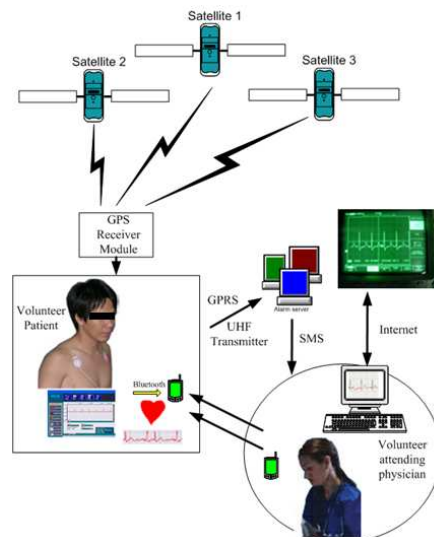 Satellite 1
Satellite 2
Satellite 3
GPS
Receiver
Module
Volunteer
Patient
Bluetooth
GPRS
UHF
Transmitter
Alarm server
SMS
Internet
Volunteer
attending
physician